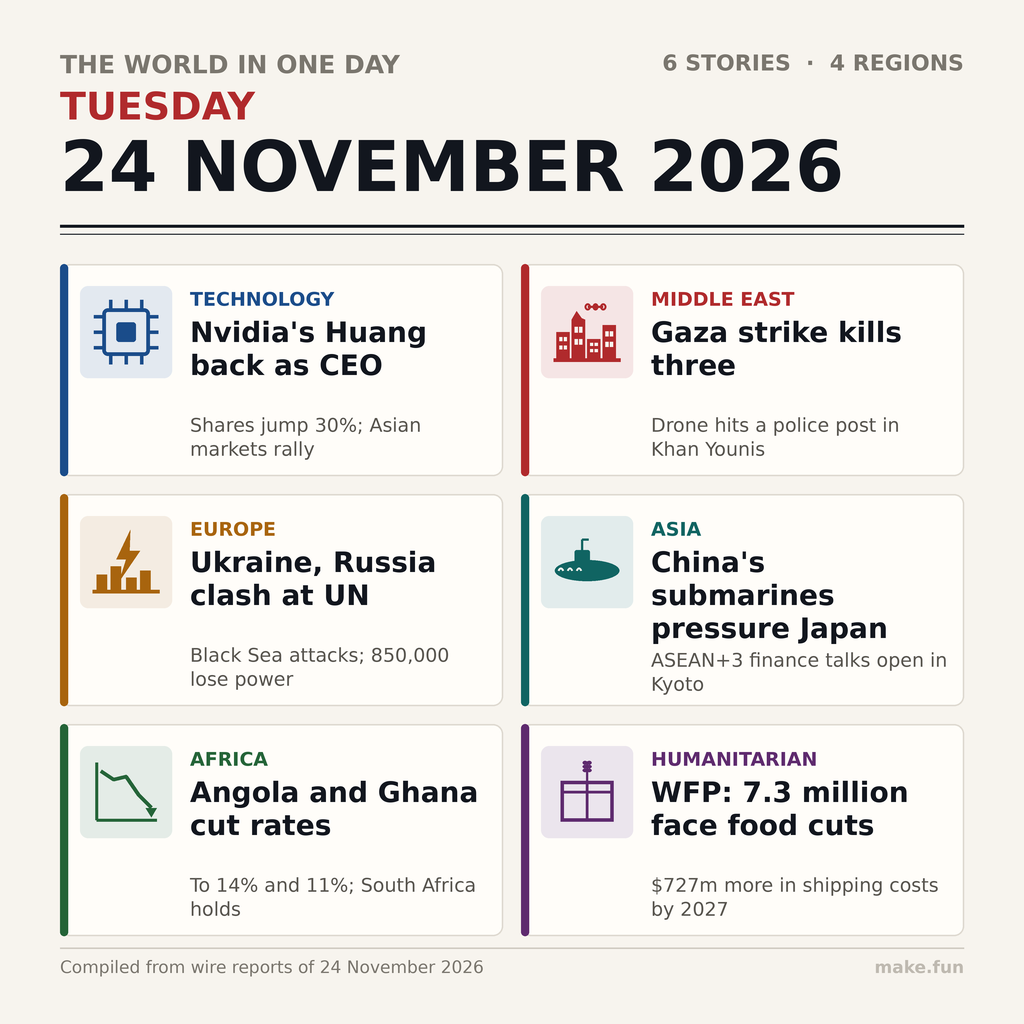 THE WORLD IN ONE DAY
6 STORIES · 4 REGIONS
TUESDAY
24 NOVEMBER 2026
TECHNOLOGY
Nvidia's Huang
back as CEO
Shares jump 30%; Asian
markets rally
MIDDLE EAST
Gaza strike kills
three
Drone hits a police post in
Khan Younis
EUROPE
Ukraine, Russia
clash at UN
Black Sea attacks; 850,000
lose power
ASIA
China's
submarines
pressure Japan
ASEAN+3 finance talks open in
Kyoto
AFRICA
Angola and Ghana
cut rates
To 14% and 11%; South Africa
holds
HUMANITARIAN
WFP: 7.3 million
face food cuts
$727m more in shipping costs
by 2027
Compiled from wire reports of 24 November 2026
make.fun